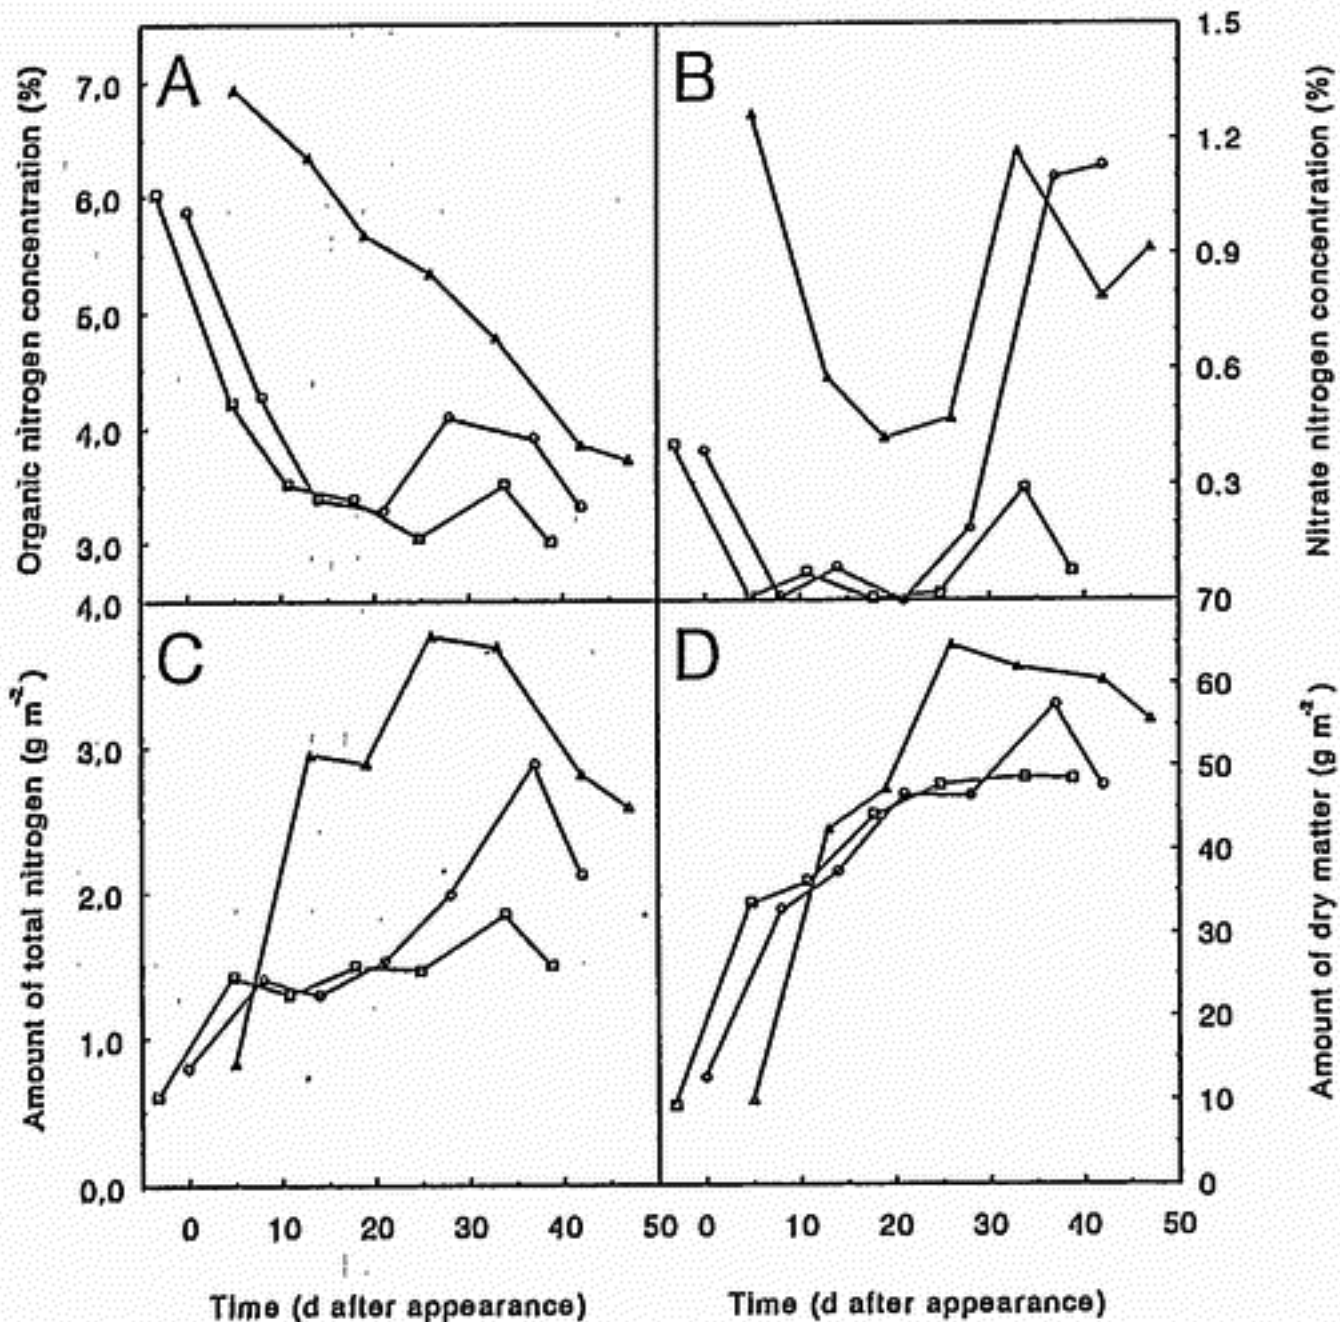 A
B
Organic nitrogen concentration (%)
7,0
6,0
5,0
4,0
3,0
Nitrate nitrogen concentration (%)
1.5
1.2
0.9
0.6
0.3
C
D
Amount of total nitrogen (g m⁻²)
4,0
3,0
2,0
1,0
0,0
Amount of dry matter (g m⁻²)
70
60
50
40
30
20
10
0
0 10 20 30 40 50 0 10 20 30 40 50
Time (d after appearance) Time (d after appearance)